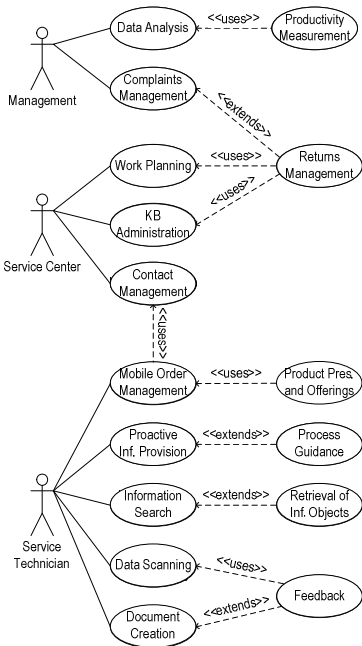 Data Analysis
<<uses>>
Productivity
Measurement
Management
Complaints
Management
<<extends>>
Work Planning
<<uses>>
Returns
Management
<<uses>>
KB
Administration
Service Center
Contact
Management
<<uses>>
Mobile Order
Management
<<uses>>
Product Pres.
and Offerings
Proactive
Inf. Provision
<<extends>>
Process
Guidance
Information
Search
<<extends>>
Retrieval of
Inf. Objects
Service
Technician
Data Scanning
<<uses>>
Feedback
<<extends>>
Document
Creation